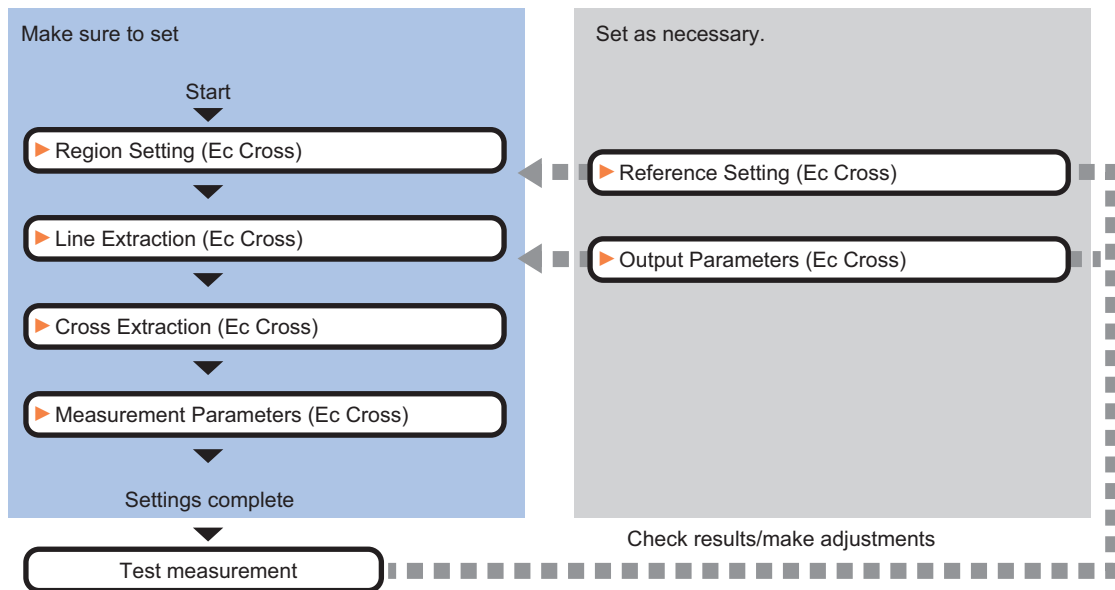 Make sure to set
Start
Region Setting (Ec Cross)
Line Extraction (Ec Cross)
Cross Extraction (Ec Cross)
Measurement Parameters (Ec Cross)
Settings complete
Test measurement
Set as necessary.
Reference Setting (Ec Cross)
Output Parameters (Ec Cross)
Check results/make adjustments